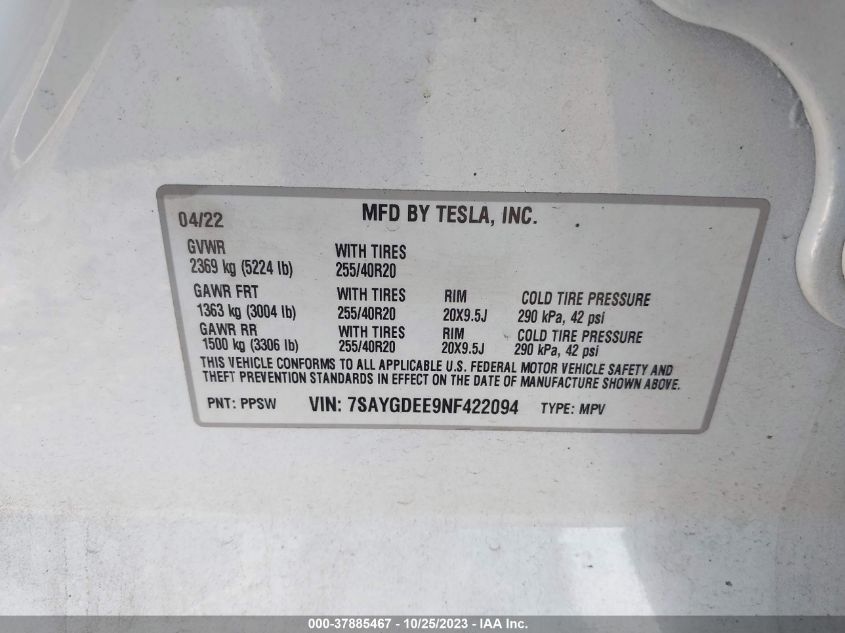 04/22 MFD BY TESLA, INC.
GVWR WITH TIRES
2369 kg (5224 lb) 255/40R20
GAWR FRT WITH TIRES RIM COLD TIRE PRESSURE
1363 kg (3004 lb) 255/40R20 20X9.5J 290 kPa, 42 psi
GAWR RR WITH TIRES RIM COLD TIRE PRESSURE
1500 kg (3306 lb) 255/40R20 20X9.5J 290 kPa, 42 psi
THIS VEHICLE CONFORMS TO ALL APPLICABLE U.S. FEDERAL MOTOR VEHICLE SAFETY AND
THEFT PREVENTION STANDARDS IN EFFECT ON THE DATE OF MANUFACTURE SHOWN ABOVE.
PNT: PPSW VIN: 7SAYGDEE9NF422094 TYPE: MPV
000-37885467 - 10/25/2023 - IAA Inc.